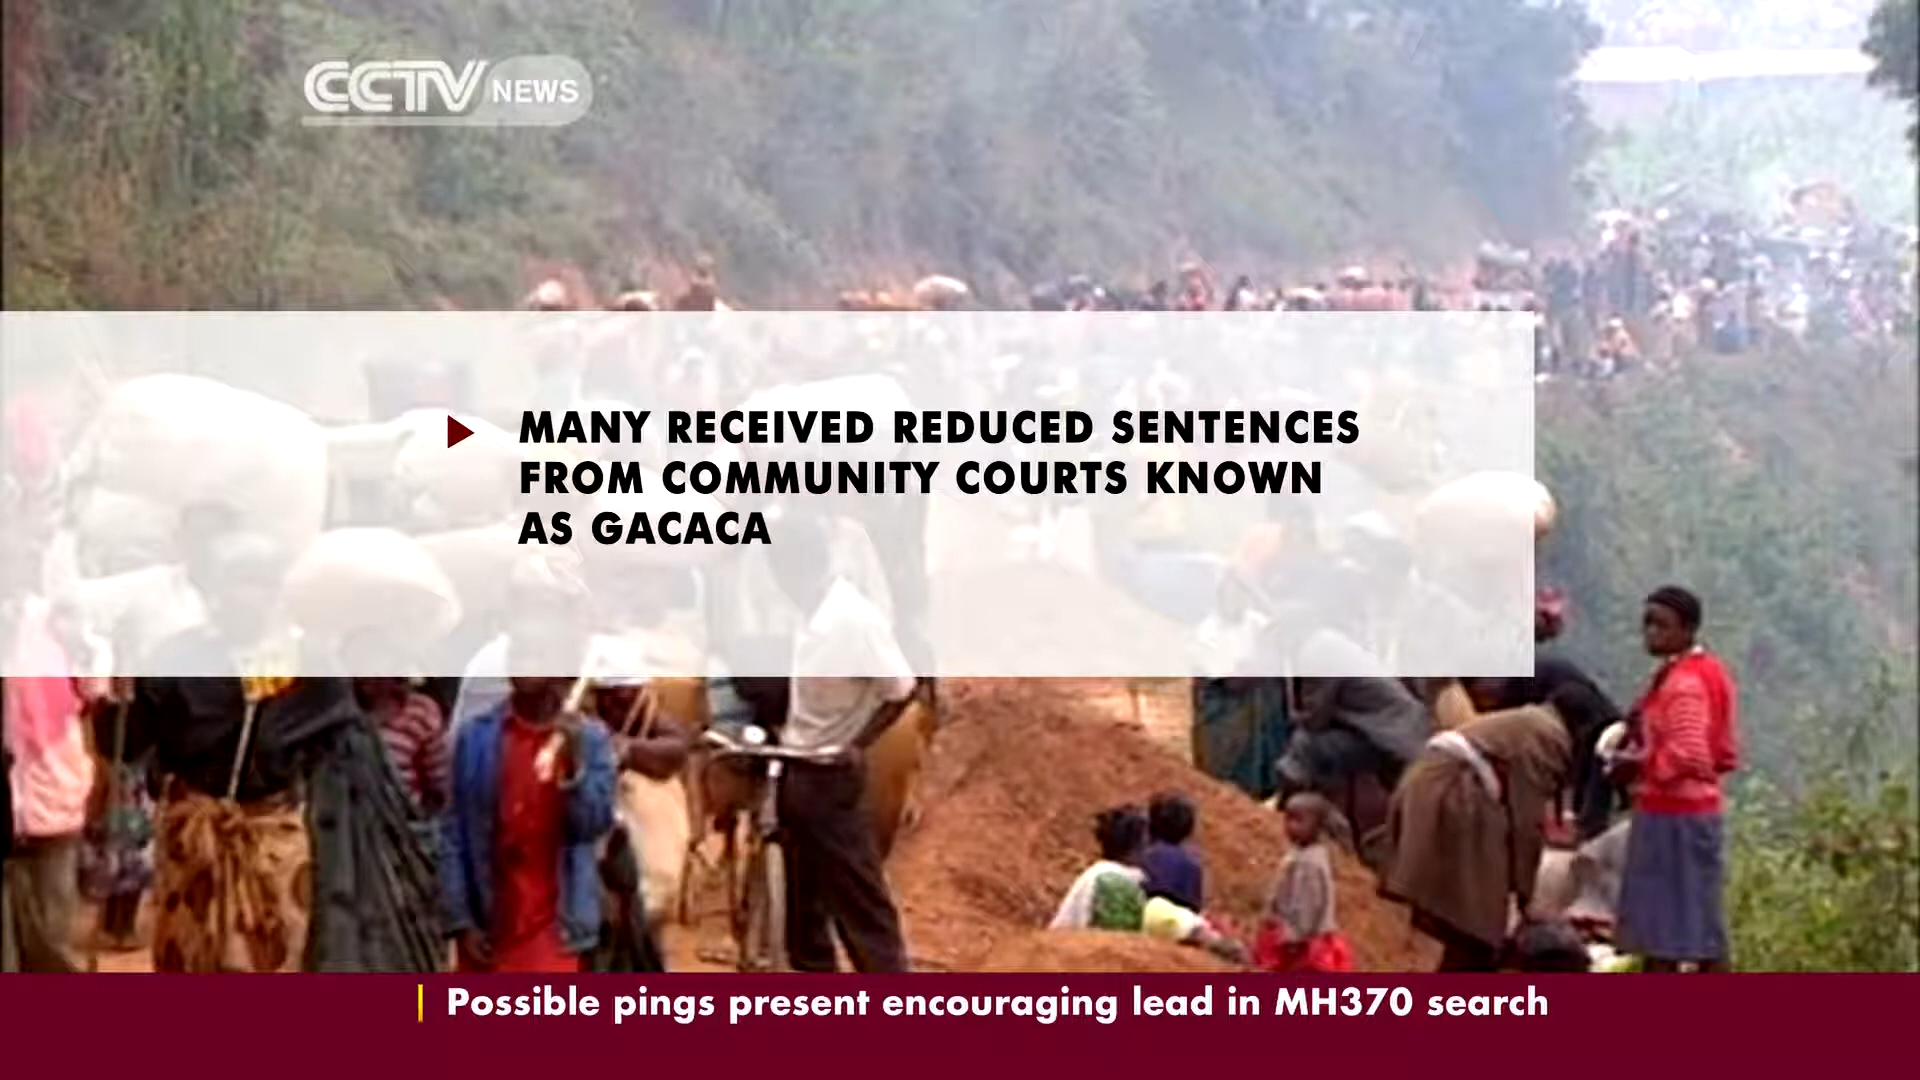 CCTV NEWS
MANY RECEIVED REDUCED SENTENCES
FROM COMMUNITY COURTS KNOWN
AS GACACA
Possible pings present encouraging lead in MH370 search